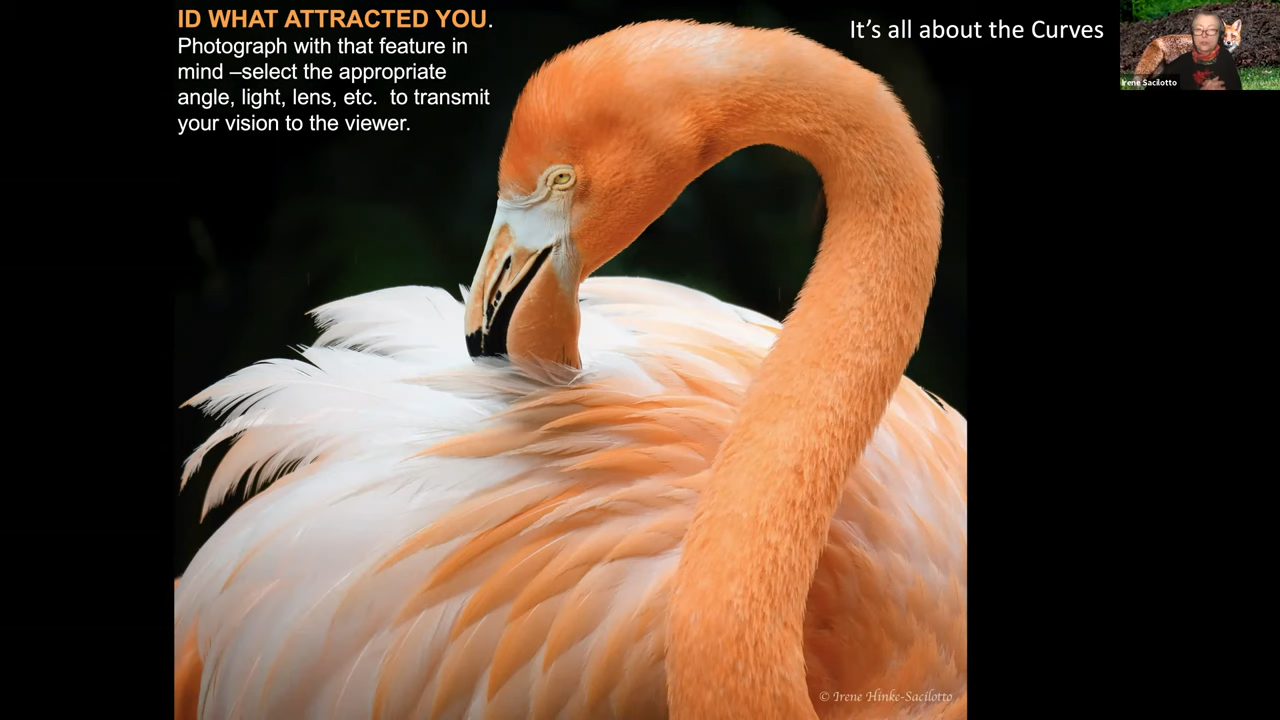 ID WHAT ATTRACTED YOU.
Photograph with that feature in
mind –select the appropriate
angle, light, lens, etc.  to transmit
your vision to the viewer.
It’s all about the Curves
Irene Sacilotto
© Irene Hinke-Sacilotto